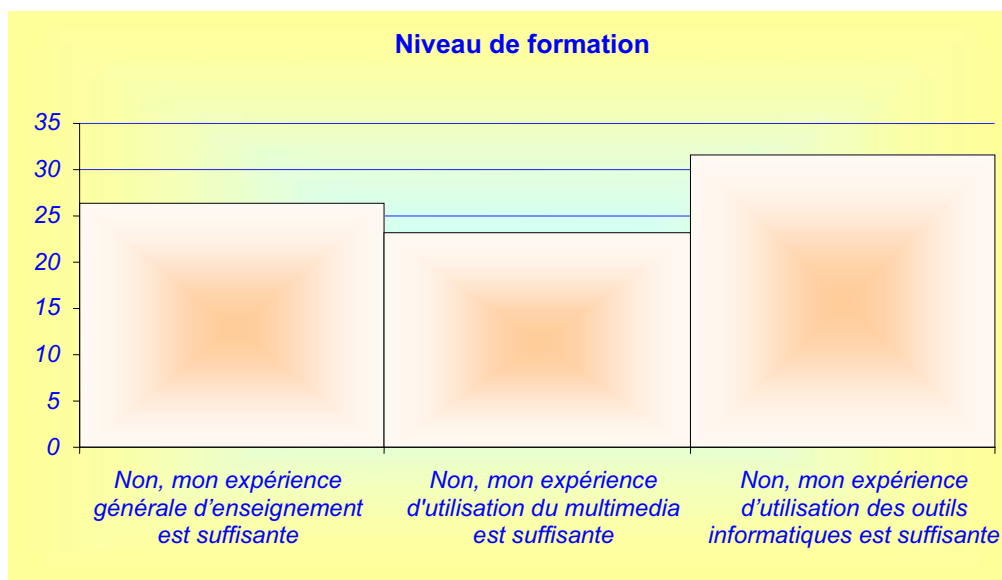 Niveau de formation
35
30
25
20
15
10
5
0
Non, mon expérience
générale d’enseignement
est suffisante
Non, mon expérience
d'utilisation du multimedia
est suffisante
Non, mon expérience
d’utilisation des outils
informatiques est suffisante